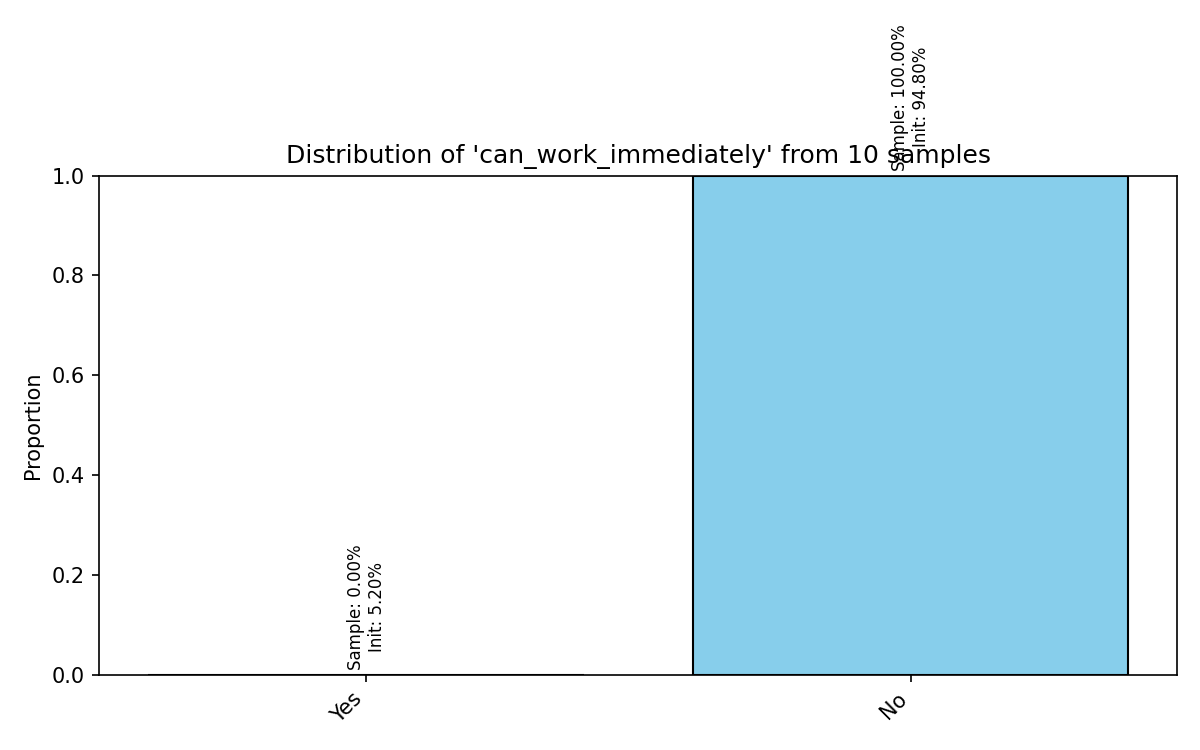 Sample: 100.00%
Init: 94.80%
Distribution of 'can_work_immediately' from 10 samples
1.0
0.8
0.6
0.4
0.2
0.0
Proportion
Sample: 0.00%
Init: 5.20%
Yes
No